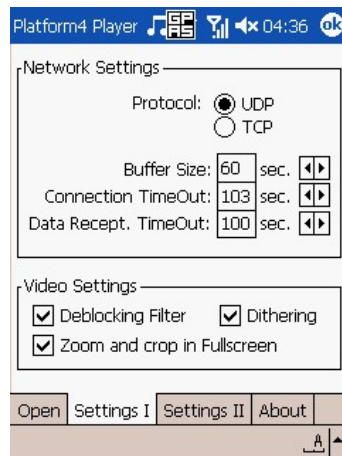 Platform4 Player GPRS 04:36 ok
Network Settings
Protocol: UDP
TCP
Buffer Size: 60 sec.
Connection TimeOut: 103 sec.
Data Recept. TimeOut: 100 sec.
Video Settings
Deblocking Filter Dithering
Zoom and crop in Fullscreen
Open Settings I Settings II About
A